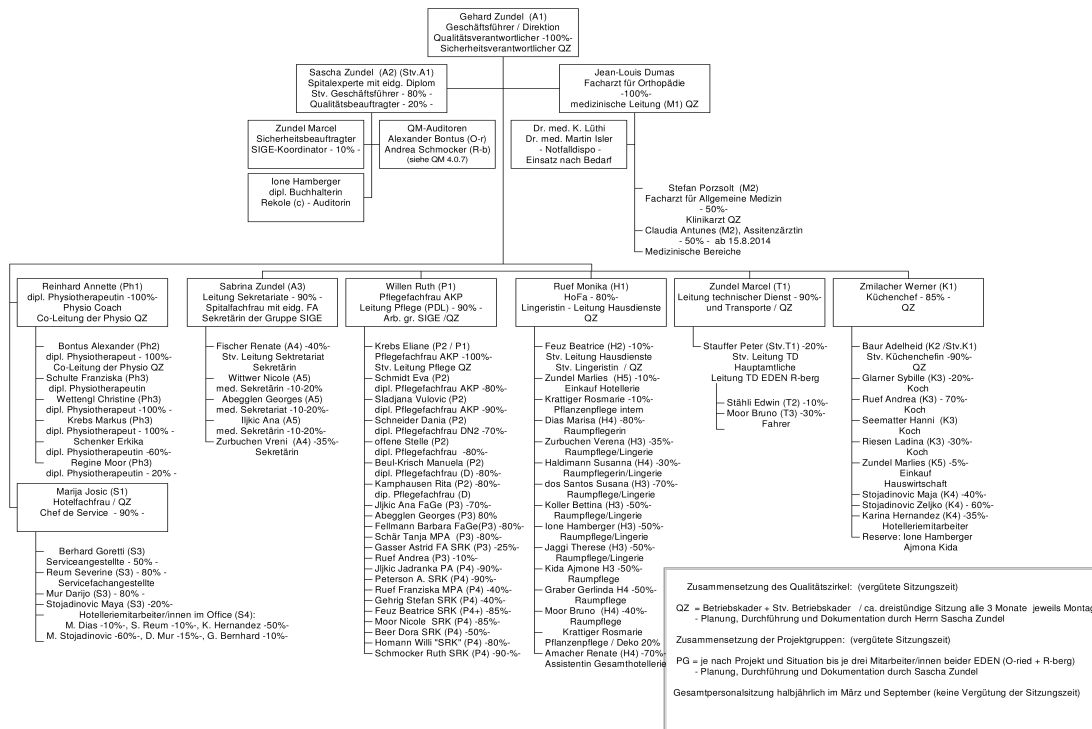 Gehard Zundel (A1)
Geschäftsführer / Direktion
Qualitätsverantwortlicher -100%-
Sicherheitsverantwortlicher QZ
Sascha Zundel (A2) (Stv.A1)
Spitalexperte mit eidg. Diplom
Stv. Geschäftsführer - 80% -
Qualitätsbeauftragter - 20% -
Jean-Louis Dumas
Facharzt für Orthopädie
-100%-
medizinische Leitung (M1) QZ
Zundel Marcel
Sicherheitsbeauftragter
SIGE-Koordinator - 10% -
QM-Auditoren
Alexander Bontus (O-r)
Andrea Schmocker (R-b)
(siehe QM 4.0.7)
Dr. med. K. Lüthi
Dr. med. Martin Isler
- Notfalldispo -
Einsatz nach Bedarf
Ione Hamberger
dipl. Buchhalterin
Rekole (c) - Auditorin
Stefan Porzsolt (M2)
Facharzt für Allgemeine Medizin
- 50%-
Klinikarzt QZ
Claudia Antunes (M2), Assitenzärztin
- 50% - ab 15.8.2014
Medizinische Bereiche
Reinhard Annette (Ph1)
dipl. Physiotherapeutin -100%-
Physio Coach
Co-Leitung der Physio QZ
Bontus Alexander (Ph2)
dipl. Physiotherapeut - 100%-
Co-Leitung der Physio QZ
Schulte Franziska (Ph3)
dipl. Physiotherapeutin
Wettengl Christine (Ph3)
dipl. Physiotherapeut -100% -
Krebs Markus (Ph3)
dipl. Physiotherapeut - 100% -
Schenker Erkika
dipl. Physiotherapeutin -60%-
Regine Moor (Ph3)
dipl. Physiotherapeutin - 20% -
Marija Josic (S1)
Hotelfachfrau / QZ
Chef de Service - 90% -
Berhard Goretti (S3)
Serviceangestellte - 50% -
Reum Severine (S3) - 80% -
Servicefachangestellte
Mur Darijo (S3) - 80% -
Stojadinovic Maya (S3) -20%-
Hotelleriemitarbeiter/innen im Office (S4):
M. Dias -10%-, S. Reum -10%-, K. Hernandez -50%-
M. Stojadinovic -60%-, D. Mur -15%-, G. Bernhard -10%-
Sabrina Zundel (A3)
Leitung Sekretariate - 90% -
Spitalfachfrau mit eidg. FA
Sekretärin der Gruppe SIGE
Fischer Renate (A4) -40%-
Stv. Leitung Sektretariat
Sekretärin
Wittwer Nicole (A5)
med. Sekretärin -10-20%-
Abegglen Georges (A5)
med. Sekretariat -10-20%-
Iljkic Ana (A5)
med. Sekretärin -10-20%-
Zurbuchen Vreni (A4) -35%-
Sekretärin
Willen Ruth (P1)
Pflegefachfrau AKP
Leitung Pflege (PDL) - 90% -
Arb. gr. SIGE /QZ
Krebs Eliane (P2 / P1)
Pflegefachfrau AKP -100%-
Stv. Leitung Pflege QZ
Schmidt Eva (P2)
dipl. Pflegefachfrau AKP -80%-
Sladjana Vulovic (P2)
dipl. Pflegefachfrau AKP -90%-
Schneider Dania (P2)
dipl. Pflegefachfrau DN2 -70%-
offene Stelle (P2)
dipl. Pflegefachfrau -80%-
Beul-Krisch Manuela (P2)
dipl. Pflegefachfrau (D) -80%-
Kamphausen Rita (P2) -80%-
dip. Pflegefachfrau (D)
Jljkic Ana FaGe (P3) -70%-
Abegglen Georges (P3) 80%
Fellmann Barbara FaGe(P3) -80%-
Schär Tanja MPA (P3) -80%-
Gasser Astrid FA SRK (P3) -25%-
Ruef Andrea (P3) -10%-
Jljkic Jadranka PA (P4) -90%-
Peterson A. SRK (P4) -90%-
Ruef Franziska MPA (P4) -40%-
Gehrig Stefan SRK (P4) -40%-
Feuz Beatrice SRK (P4+) -85%-
Moor Nicole SRK (P4) -85%-
Beer Dora SRK (P4) -50%-
Homann Willi "SRK" (P4) -80%-
Schmocker Ruth SRK (P4) -90-%-
Ruef Monika (H1)
HoFa - 80%-
Lingeristin - Leitung Hausdienste
QZ
Feuz Beatrice (H2) -10%-
Stv. Leitung Hausdienste
Stv. Lingeristin / QZ
Zundel Marlies (H5) -10%-
Einkauf Hotellerie
Krattiger Rosmarie -10%-
Pflanzenpflege intern
Dias Marisa (H4) -80%-
Raumpflegerin
Zurbuchen Verena (H3) -35%-
Raumpflege/Lingerie
Haldimann Susanna (H4) -30%-
Raumpflegerin/Lingerie
dos Santos Susana (H3) -70%-
Raumpflege/Lingerie
Koller Bettina (H3) -50%-
Raumpflege/Lingerie
Ione Hamberger (H3) -50%-
Raumpflege/Lingerie
Jaggi Therese (H3) -50%-
Raumpflege/Lingerie
Kida Ajmone H3 -50%-
Raumpflege
Graber Gerlinda H4 -50%-
Raumpflege
Moor Bruno (H4) -40%-
Raumpflege
Krattiger Rosmarie
Pflanzenpflege / Deko 20%
Amacher Renate (H4) -70%-
Assistentin Gesamthotellerie
Zundel Marcel (T1)
Leitung technischer Dienst - 90%-
und Transporte / QZ
Stauffer Peter (Stv.T1) -20%-
Stv. Leitung TD
Hauptamtliche
Leitung TD EDEN R-berg
Stähli Edwin (T2) -10%-
Moor Bruno (T3) -30%-
Fahrer
Zmilacher Werner (K1)
Küchenchef - 85% -
QZ
Baur Adelheid (K2 /Stv.K1)
Stv. Küchenchefin -90%-
QZ
Glarner Sybille (K3) -20%-
Koch
Ruef Andrea (K3) - 70%-
Koch
Seematter Hanni (K3)
Koch
Riesen Ladina (K3) -30%-
Koch
Zundel Marlies (K5) -5%-
Einkauf
Hauswirtschaft
Stojadinovic Maja (K4) -40%-
Stojadinovic Zeljko (K4) - 60%-
Karina Hernandez (K4) -35%-
Hotelleriemitarbeiter
Reserve: Ione Hamberger
Ajmona Kida
Zusammensetzung des Qualitätszirkel: (vergütete Sitzungszeit)
QZ = Betriebskader + Stv. Betriebskader / ca. dreistündige Sitzung alle 3 Monate jeweils Montag
- Planung, Durchführung und Dokumentation durch Herrn Sascha Zundel
Zusammensetzung der Projektgruppen: (vergütete Sitzungszeit)
PG = je nach Projekt und Situation bis je drei Mitarbeiter/innen beider EDEN (O-ried + R-berg)
- Planung, Durchführung und Dokumentation durch Sascha Zundel
Gesamtpersonalsitzung halbjährlich im März und September (keine Vergütung der Sitzungszeit)